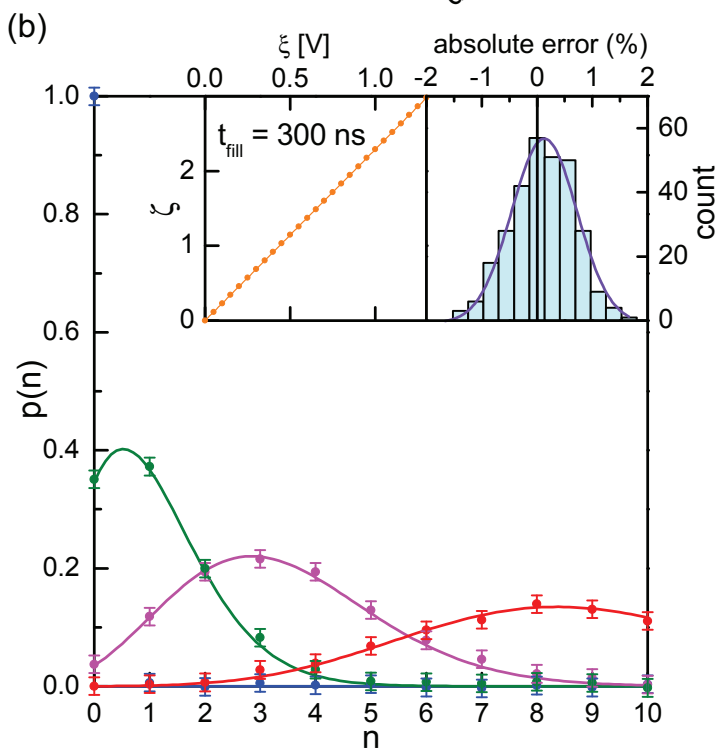 (b)
ξ [V]
absolute error (%)
0.0 0.5 1.0 -2 -1 0 1 2
1.0
0.8
0.6
0.4
0.2
0.0
p(n)
t_fill = 300 ns
2
1
0
ζ
60
40
20
0
count
0 1 2 3 4 5 6 7 8 9 10
n